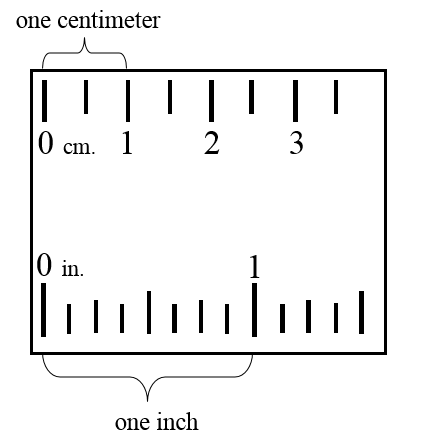 one centimeter
0 cm. 1 2 3
0 in. 1
one inch